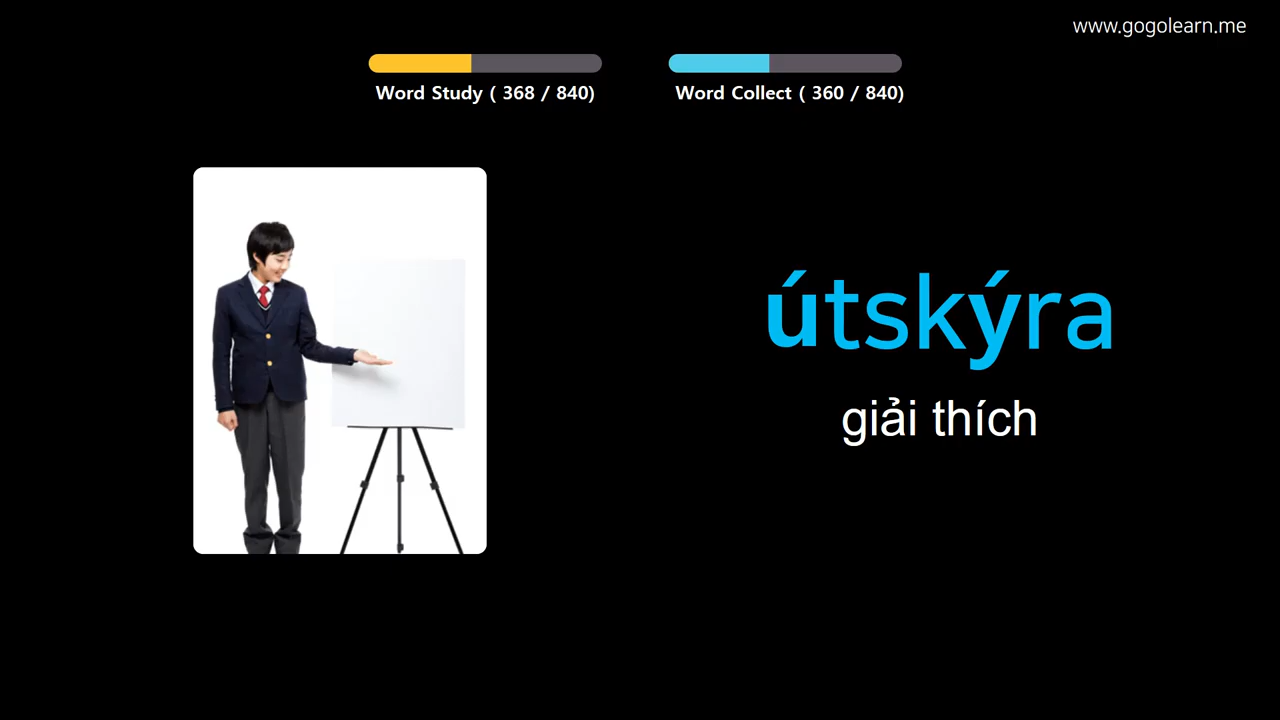 www.gogolearn.me
Word Study ( 368 / 840)
Word Collect ( 360 / 840)
útskýra
giải thích